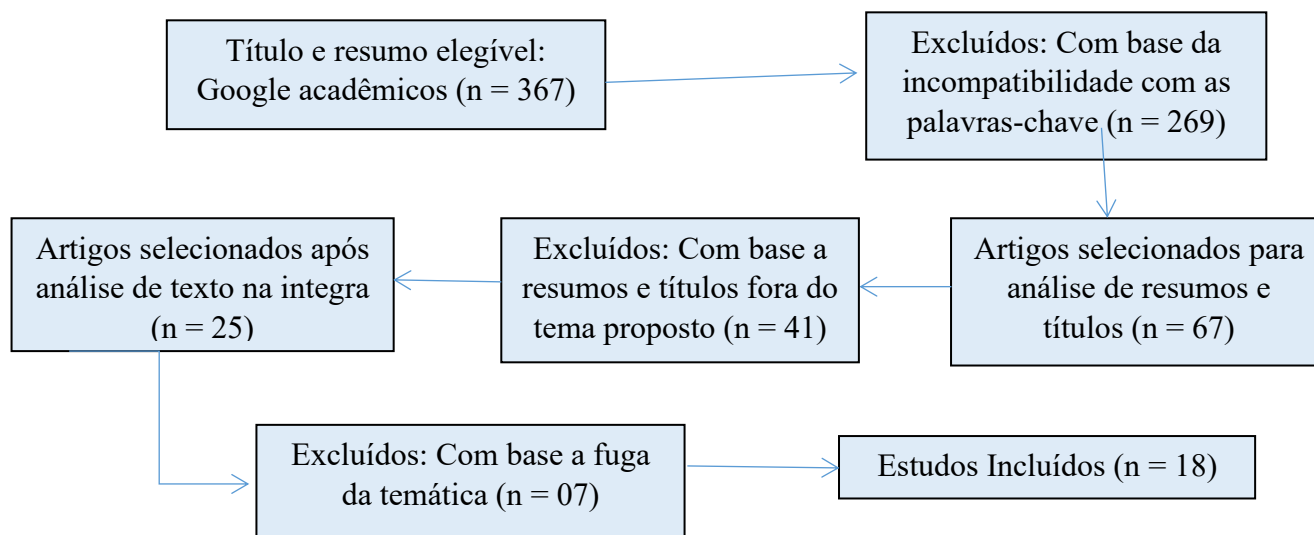 Título e resumo elegível:
Google acadêmicos (n = 367)
Excluídos: Com base da
incompatibilidade com as
palavras-chave (n = 269)
Artigos selecionados para
análise de resumos e
títulos (n = 67)
Excluídos: Com base a
resumos e títulos fora do
tema proposto (n = 41)
Artigos selecionados após
análise de texto na integra
(n = 25)
Excluídos: Com base a fuga
da temática (n = 07)
Estudos Incluídos (n = 18)